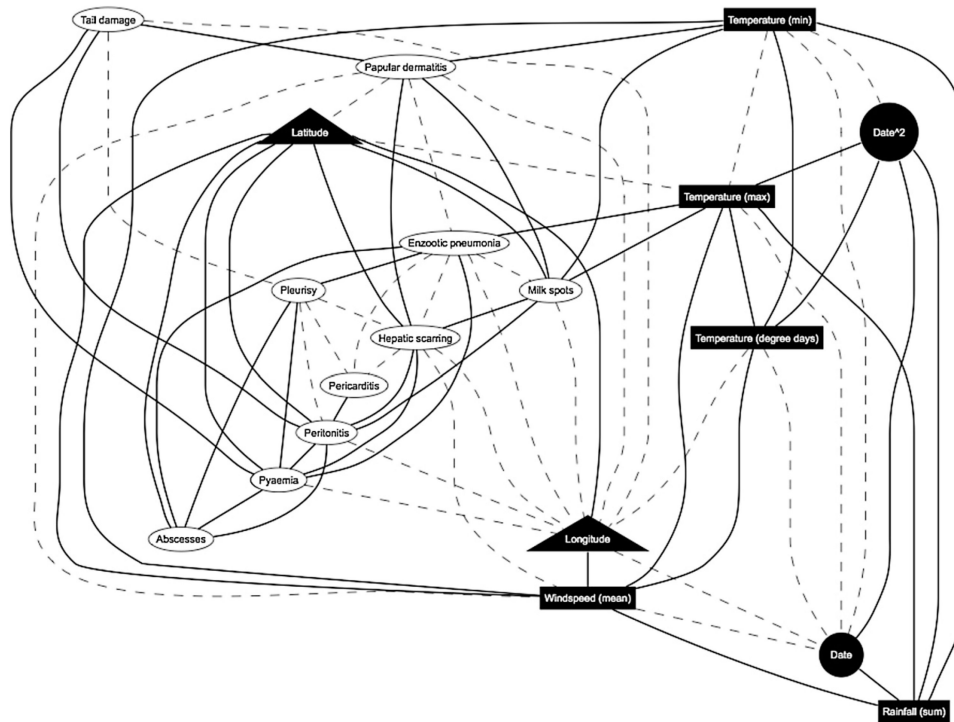 Tail damage
Temperature (min)
Papular dermatitis
Latitude
Date^2
Temperature (max)
Enzootic pneumonia
Pleurisy
Milk spots
Hepatic scarring
Temperature (degree days)
Pericarditis
Peritonitis
Pyaemia
Abscesses
Longitude
Windspeed (mean)
Date
Rainfall (sum)